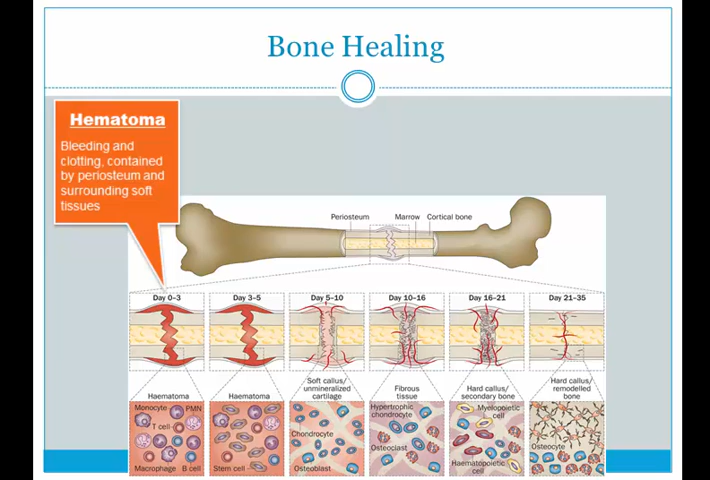 Bone Healing
Hematoma
Bleeding and
clotting, contained
by periosteum and
surrounding soft
tissues
Periosteum
Marrow
Cortical bone
Day 0-3
Day 3-5
Day 5-10
Day 10-16
Day 16-21
Day 21-35
Haematoma
Haematoma
Soft callus/
unmineralized
cartilage
Fibrous
tissue
Hard callus/
secondary bone
Hard callus/
remodelled
bone
Monocyte
PMN
T cell
Macrophage
B cell
Stem cell
Chondrocyte
Osteoblast
Hypertrophic
chondrocyte
Osteoclast
Myelopoietic
cell
Haematopoietic
cell
Osteocyte